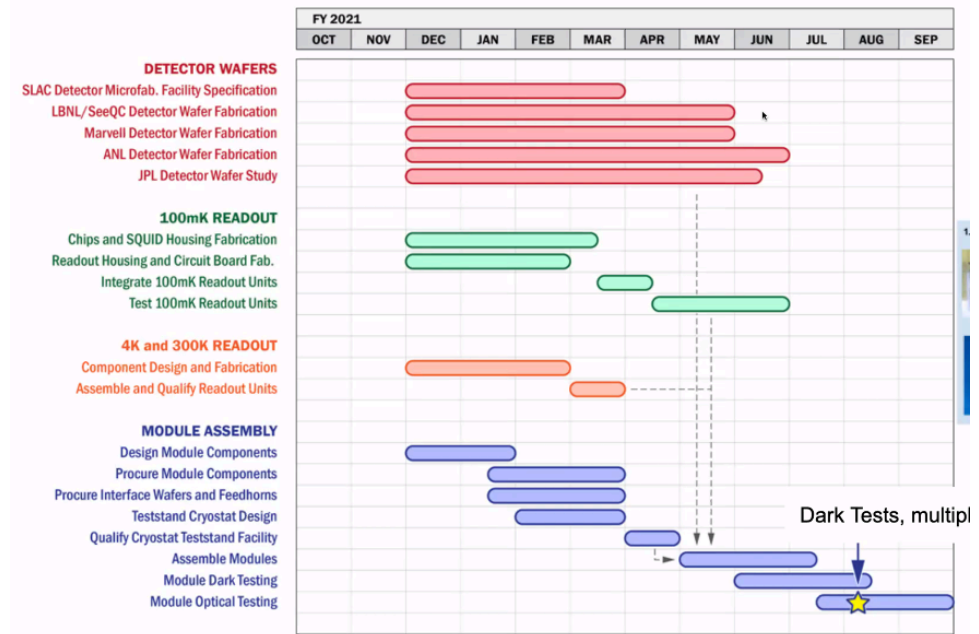 FY 2021
OCT NOV DEC JAN FEB MAR APR MAY JUN JUL AUG SEP
DETECTOR WAFERS
SLAC Detector Microfab. Facility Specification
LBNL/SeeQC Detector Wafer Fabrication
Marvell Detector Wafer Fabrication
ANL Detector Wafer Fabrication
JPL Detector Wafer Study
100mK READOUT
Chips and SQUID Housing Fabrication
Readout Housing and Circuit Board Fab.
Integrate 100mK Readout Units
Test 100mK Readout Units
4K and 300K READOUT
Component Design and Fabrication
Assemble and Qualify Readout Units
MODULE ASSEMBLY
Design Module Components
Procure Module Components
Procure Interface Wafers and Feedhorns
Teststand Cryostat Design
Qualify Cryostat Teststand Facility
Assemble Modules
Module Dark Testing
Module Optical Testing
Dark Tests, multipl
1.